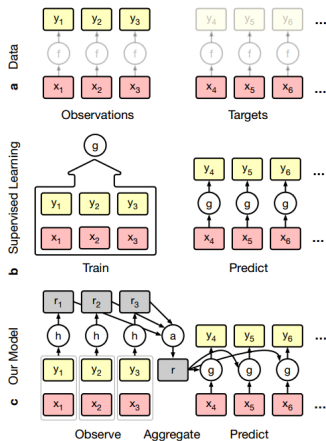 Data
a
y1 y2 y3 y4 y5 y6 ...
f f f f f f
x1 x2 x3 x4 x5 x6 ...
Observations Targets
Supervised Learning
b
g
y1 y2 y3 y4 y5 y6 ...
g g g
x1 x2 x3 x4 x5 x6 ...
Train Predict
Our Model
c
r1 r2 r3
h h h a
y4 y5 y6 ...
y1 y2 y3 r g g g
x1 x2 x3 x4 x5 x6 ...
Observe Aggregate Predict